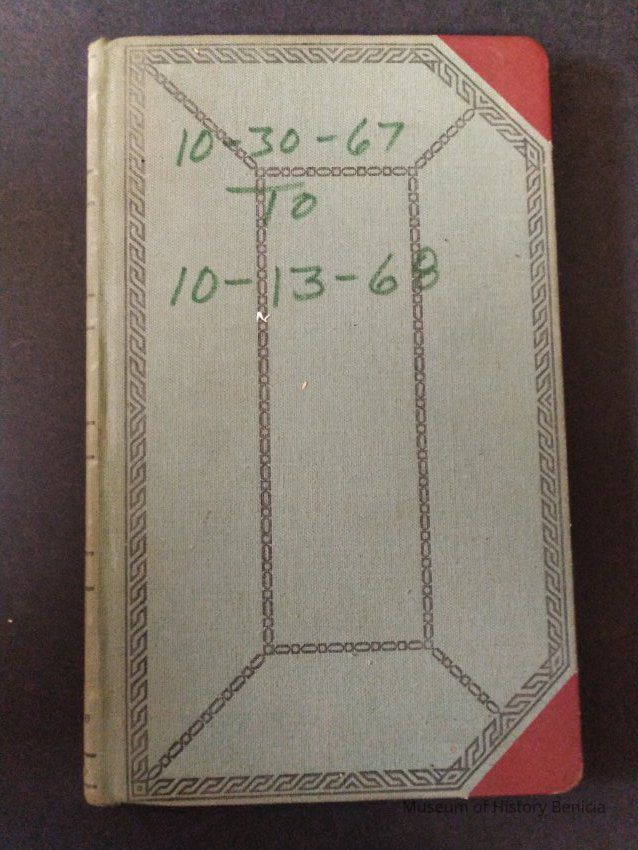 10-30-67
TO
10-13-68
Museum of History Benicia